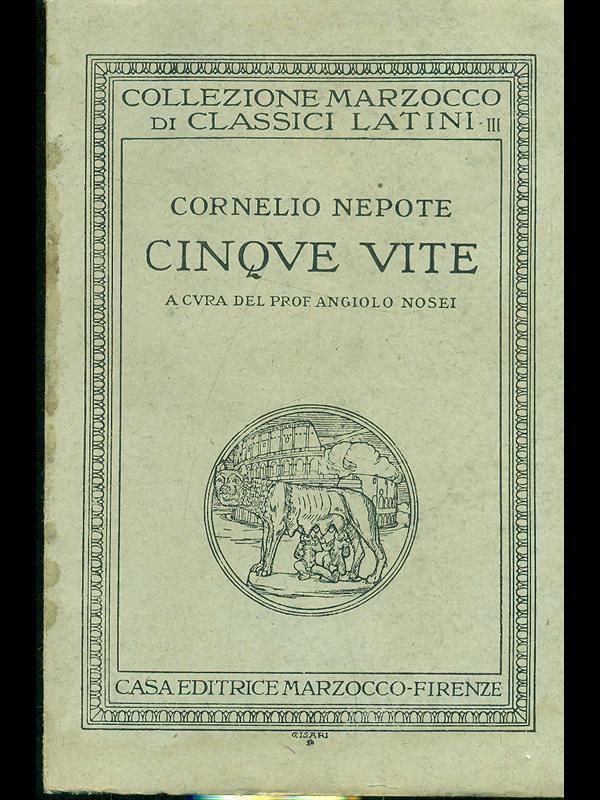 COLLEZIONE MARZOCCO
DI CLASSICI LATINI - III
CORNELIO NEPOTE
CINQVE VITE
A CVRA DEL PROF. ANGIOLO NOSEI
CASA EDITRICE MARZOCCO-FIRENZE
CISARI